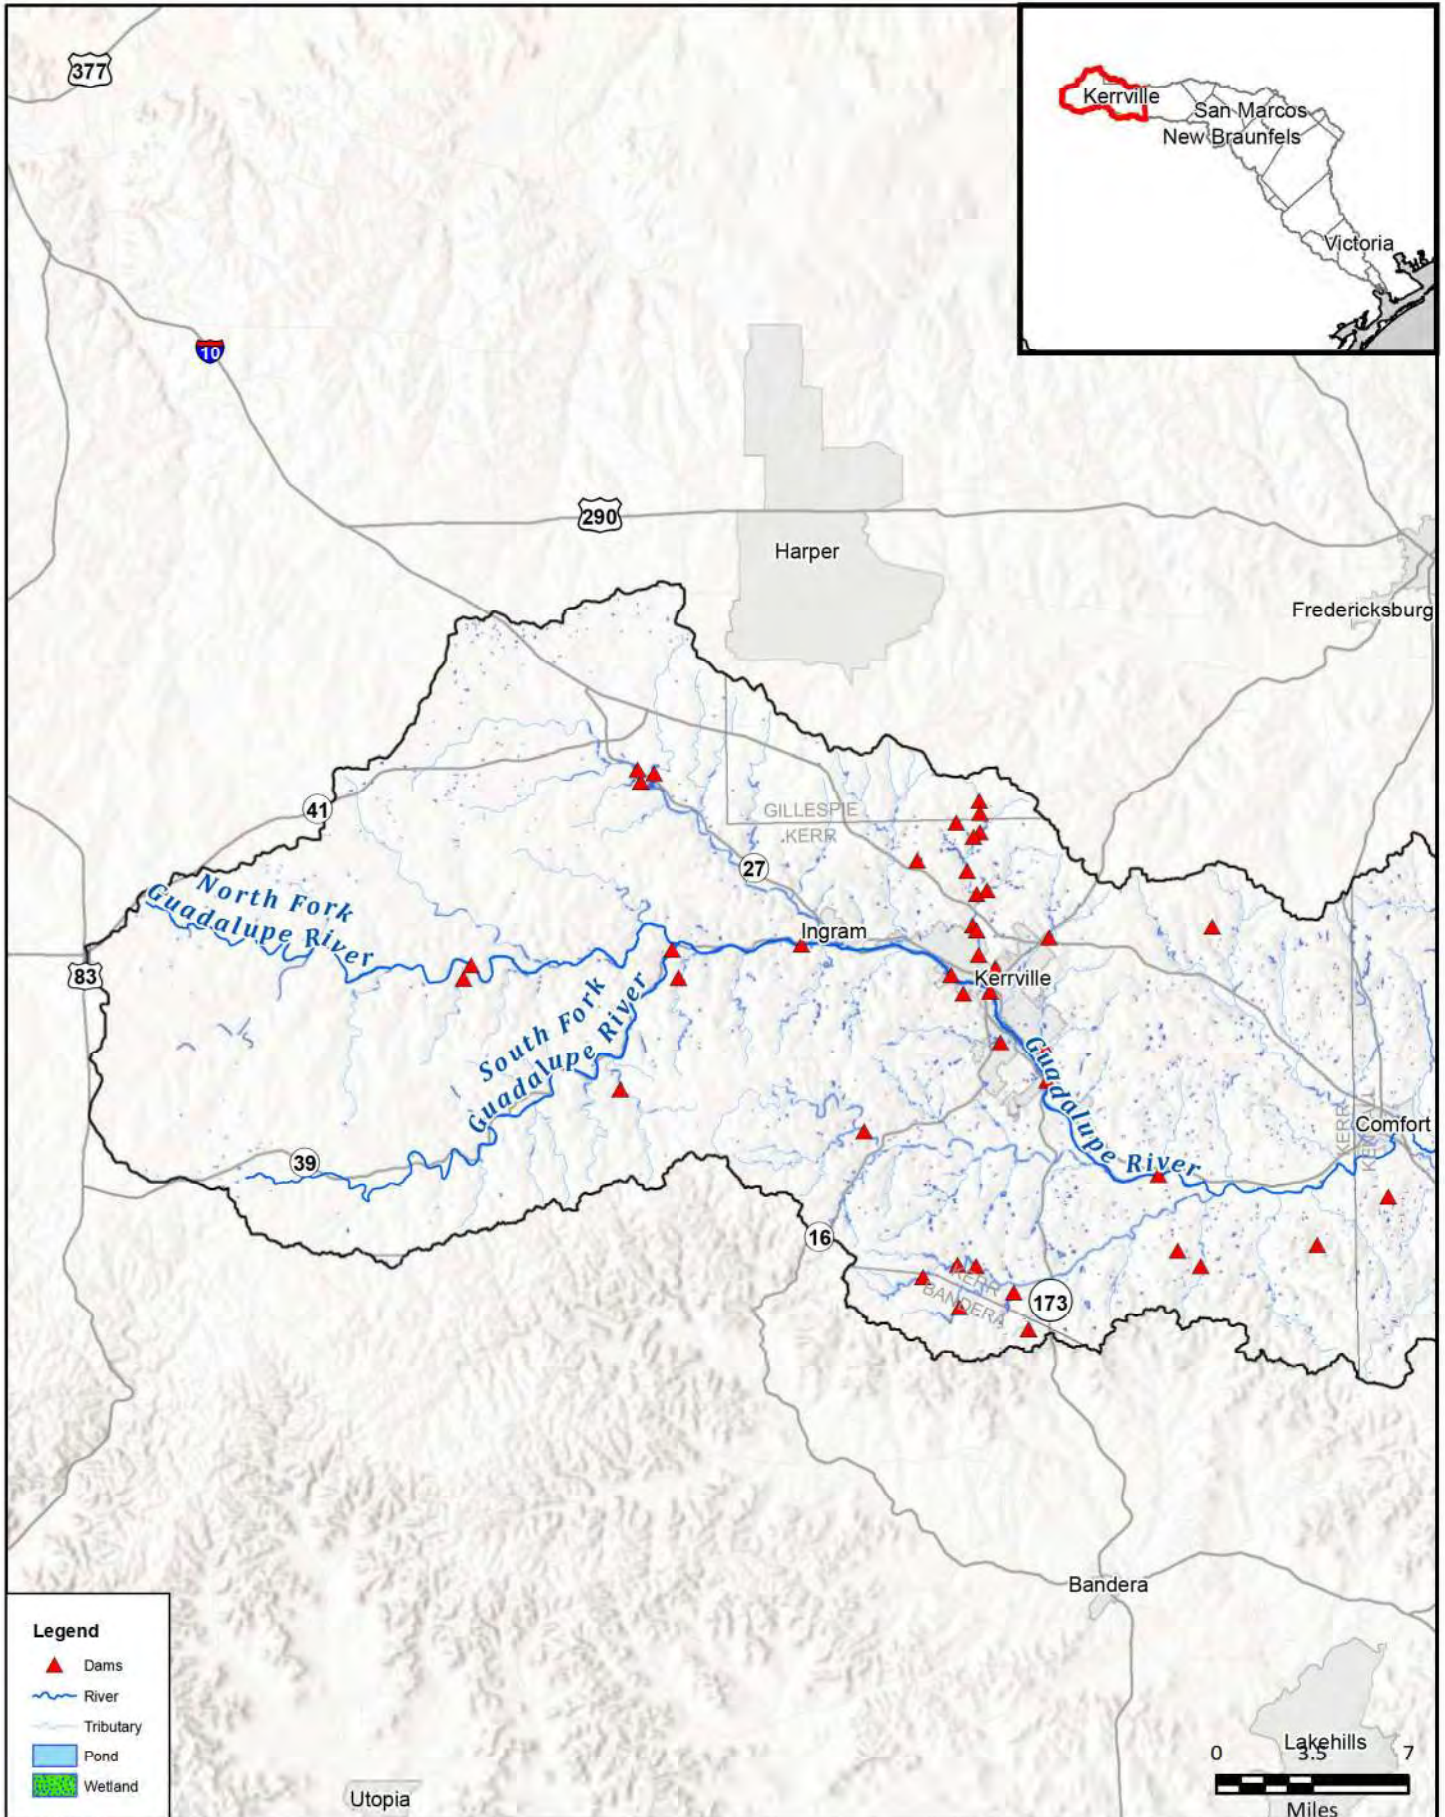 377
Kerrville
San Marcos
New Braunfels
Victoria
10
290
Harper
Fredericksburg
41
GILLESPIE
KERR
27
North Fork
Guadalupe River
Ingram
83
Kerrville
South Fork
Guadalupe River
Guadalupe River
KERR
KENDALL
Comfort
39
16
KERR
BANDERA
173
Bandera
Legend
Dams
River
Tributary
Pond
Wetland
Utopia
Lakehills
0 3.5 7
Miles